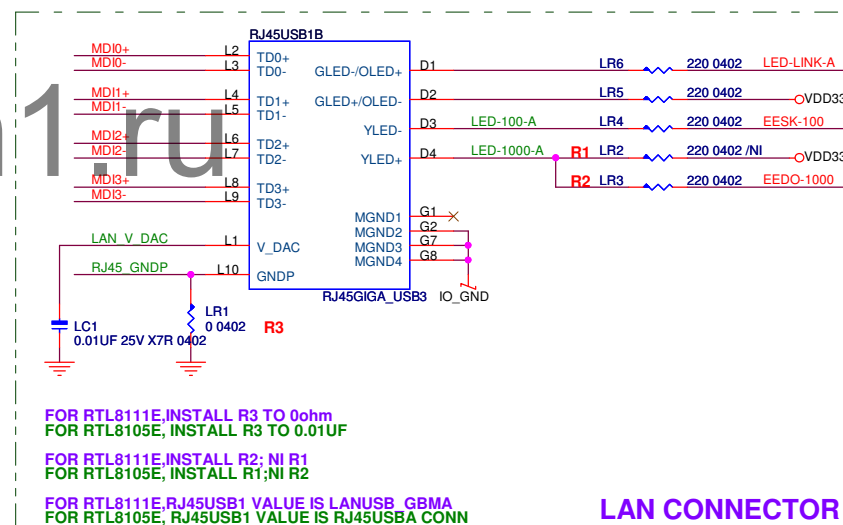 RJ45USB1B
MDI0+ L2 TD0+
MDI0- L3 TD0-
GLED-/OLED+ D1 LR6 220 0402 LED-LINK-A
MDI1+ L4 TD1+
MDI1- L5 TD1-
GLED+/OLED- D2 LR5 220 0402 VDD33
YLED- D3 LED-100-A LR4 220 0402 EESK-100
MDI2+ L6 TD2+
MDI2- L7 TD2-
YLED+ D4 LED-1000-A R1 LR2 220 0402 /NI VDD33
R2 LR3 220 0402 EEDO-1000
MDI3+ L8 TD3+
MDI3- L9 TD3-
MGND1 G1
MGND2 G2
MGND3 G7
MGND4 G8
LAN_V_DAC L1 V_DAC
RJ45_GNDP L10 GNDP
RJ45GIGA_USB3 IO_GND
LR1
0 0402 R3
LC1
0.01UF 25V X7R 0402
1.ru
FOR RTL8111E,INSTALL R3 TO 0ohm
FOR RTL8105E, INSTALL R3 TO 0.01UF
FOR RTL8111E,INSTALL R2; NI R1
FOR RTL8105E, INSTALL R1;NI R2
FOR RTL8111E,RJ45USB1 VALUE IS LANUSB_GBMA
FOR RTL8105E, RJ45USB1 VALUE IS RJ45USBA CONN
LAN CONNECTOR